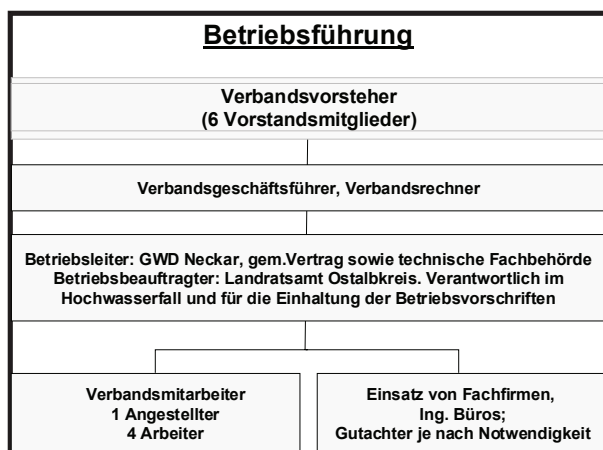 Betriebsführung
Verbandsvorsteher
(6 Vorstandsmitglieder)
Verbandsgeschäftsführer, Verbandsrechner
Betriebsleiter: GWD Neckar, gem.Vertrag sowie technische Fachbehörde
Betriebsbeauftragter: Landratsamt Ostalbkreis. Verantwortlich im
Hochwasserfall und für die Einhaltung der Betriebsvorschriften
Verbandsmitarbeiter
1 Angestellter
4 Arbeiter
Einsatz von Fachfirmen,
Ing. Büros;
Gutachter je nach Notwendigkeit